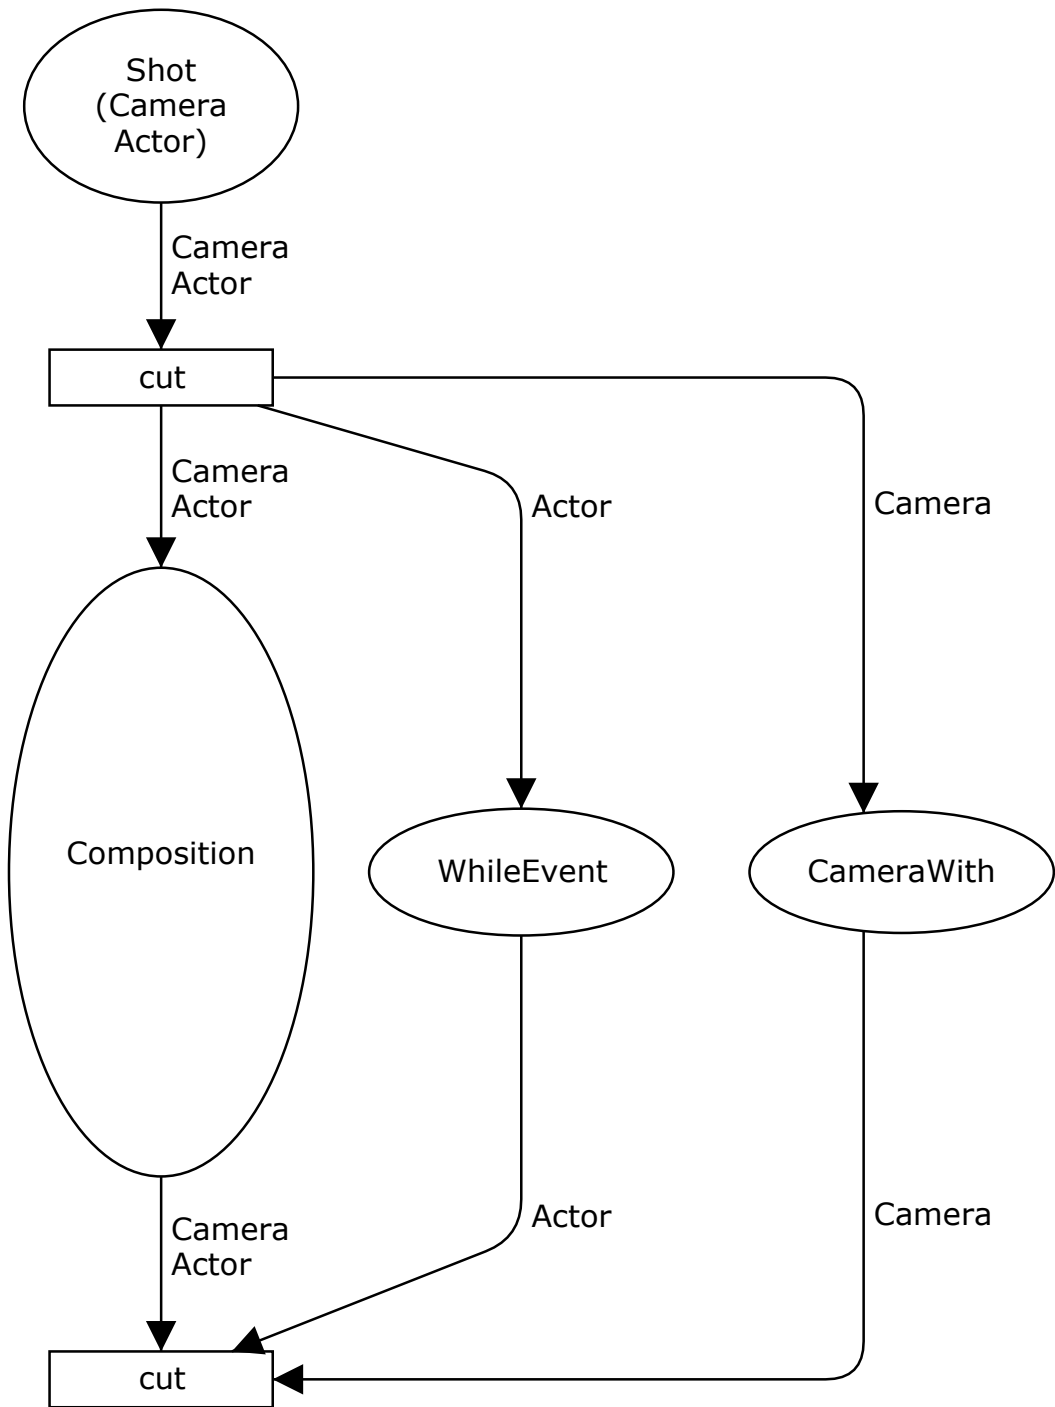 Shot
(Camera
Actor)
Camera
Actor
cut
Camera
Actor
Actor
Camera
Composition
WhileEvent
CameraWith
Camera
Actor
Actor
Camera
cut